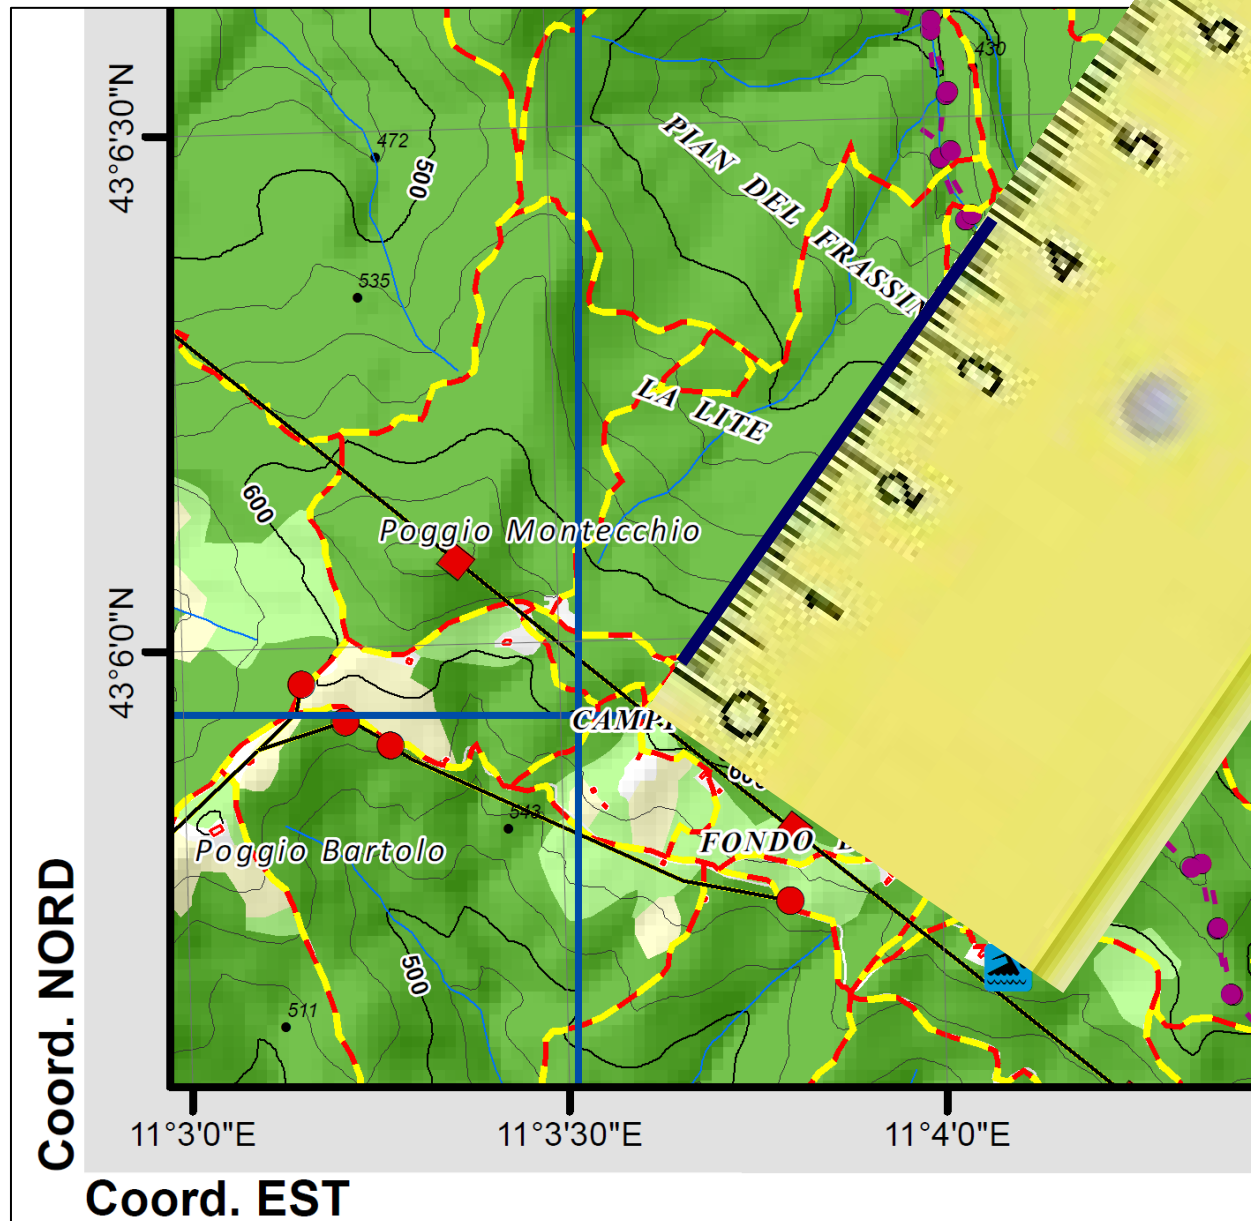 430
43°6'30"N
472
500
PIAN DEL FRASSIN
535
LA LITE
600
Poggio Montecchio
43°6'0"N
CAMP
600
543
FONDO
Poggio Bartolo
500
511
5
4
3
2
1
0
Coord. NORD
11°3'0"E
11°3'30"E
11°4'0"E
Coord. EST